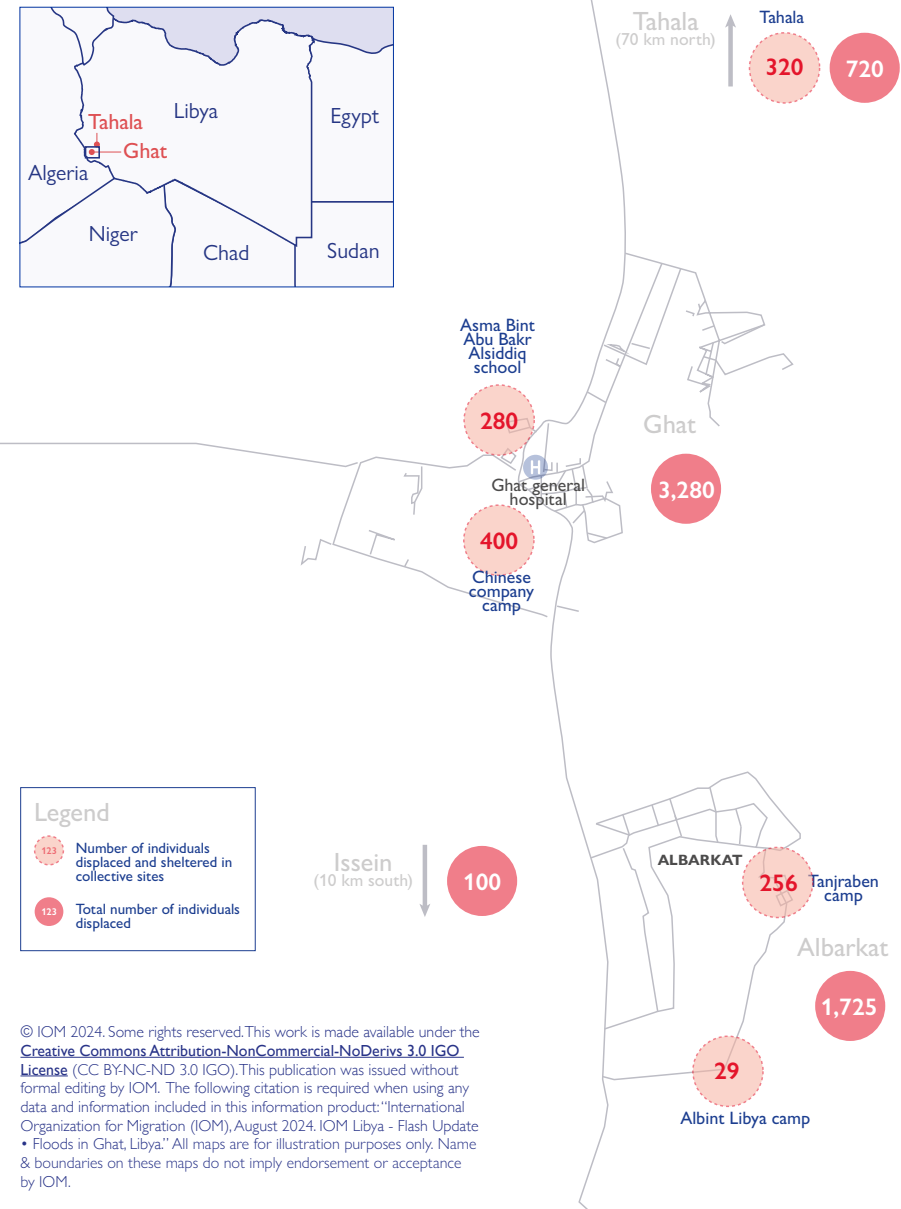 Tahala
(70 km north)
Tahala
320
720
Libya
Egypt
Tahala
Ghat
Algeria
Niger
Chad
Sudan
Asma Bint
Abu Bakr
Alsiddiq
school
280
Ghat
H
Ghat general
hospital
3,280
400
Chinese
company
camp
Legend
123
Number of individuals
displaced and sheltered in
collective sites
123
Total number of individuals
displaced
Issein
(10 km south)
100
ALBARKAT
256
Tanjraben
camp
Albarkat
1,725
29
Albint Libya camp
© IOM 2024. Some rights reserved. This work is made available under the
Creative Commons Attribution-NonCommercial-NoDerivs 3.0 IGO
License (CC BY-NC-ND 3.0 IGO). This publication was issued without
formal editing by IOM. The following citation is required when using any
data and information included in this information product: “International
Organization for Migration (IOM), August 2024. IOM Libya - Flash Update
• Floods in Ghat, Libya.” All maps are for illustration purposes only. Name
& boundaries on these maps do not imply endorsement or acceptance
by IOM.